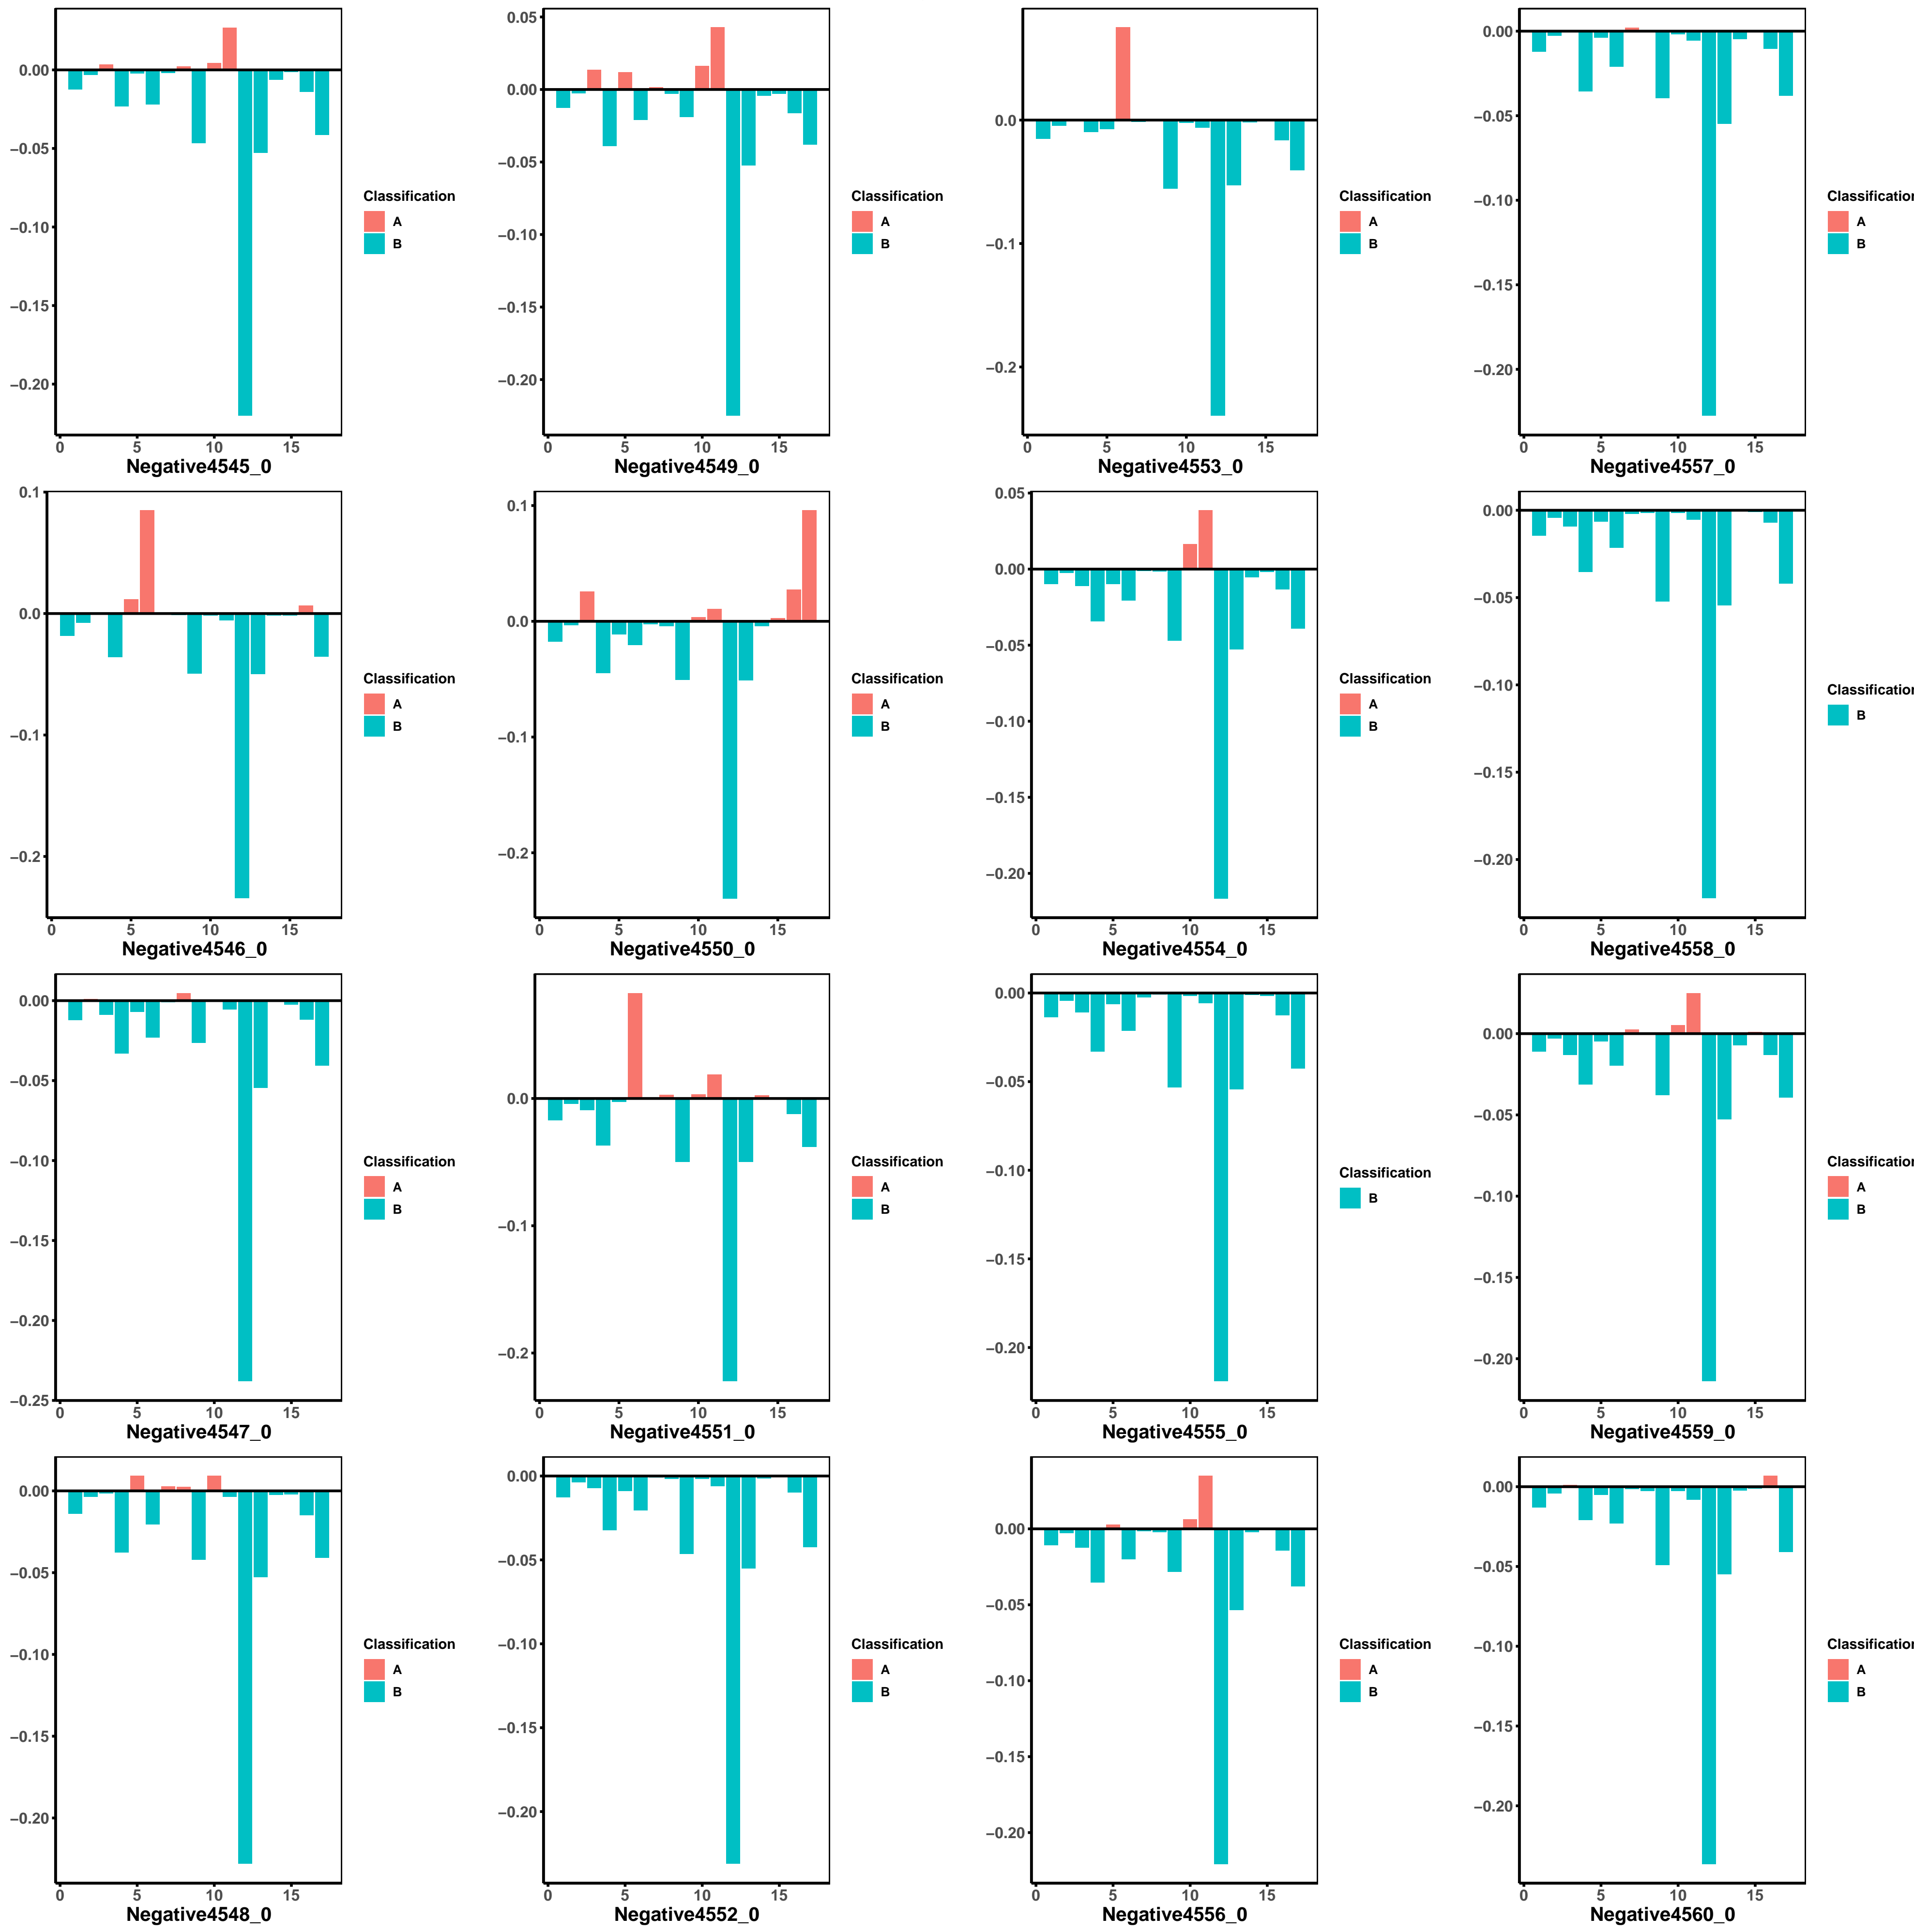 0.00
−0.05
−0.10
−0.15
−0.20
0 5 10 15
Negative4545_0
Classification
A
B
0.05
0.00
−0.05
−0.10
−0.15
−0.20
0 5 10 15
Negative4549_0
Classification
A
B
0.0
−0.1
−0.2
0 5 10 15
Negative4553_0
Classification
A
B
0.00
−0.05
−0.10
−0.15
−0.20
0 5 10 15
Negative4557_0
Classification
A
B
0.1
0.0
−0.1
−0.2
0 5 10 15
Negative4546_0
Classification
A
B
0.1
0.0
−0.1
−0.2
0 5 10 15
Negative4550_0
Classification
A
B
0.05
0.00
−0.05
−0.10
−0.15
−0.20
0 5 10 15
Negative4554_0
Classification
A
B
0.00
−0.05
−0.10
−0.15
−0.20
0 5 10 15
Negative4558_0
Classification
B
0.00
−0.05
−0.10
−0.15
−0.20
−0.25
0 5 10 15
Negative4547_0
Classification
A
B
0.0
−0.1
−0.2
0 5 10 15
Negative4551_0
Classification
A
B
0.00
−0.05
−0.10
−0.15
−0.20
0 5 10 15
Negative4555_0
Classification
B
0.00
−0.05
−0.10
−0.15
−0.20
0 5 10 15
Negative4559_0
Classification
A
B
0.00
−0.05
−0.10
−0.15
−0.20
0 5 10 15
Negative4548_0
Classification
A
B
0.00
−0.05
−0.10
−0.15
−0.20
0 5 10 15
Negative4552_0
Classification
A
B
0.00
−0.05
−0.10
−0.15
−0.20
0 5 10 15
Negative4556_0
Classification
A
B
0.00
−0.05
−0.10
−0.15
−0.20
0 5 10 15
Negative4560_0
Classification
A
B